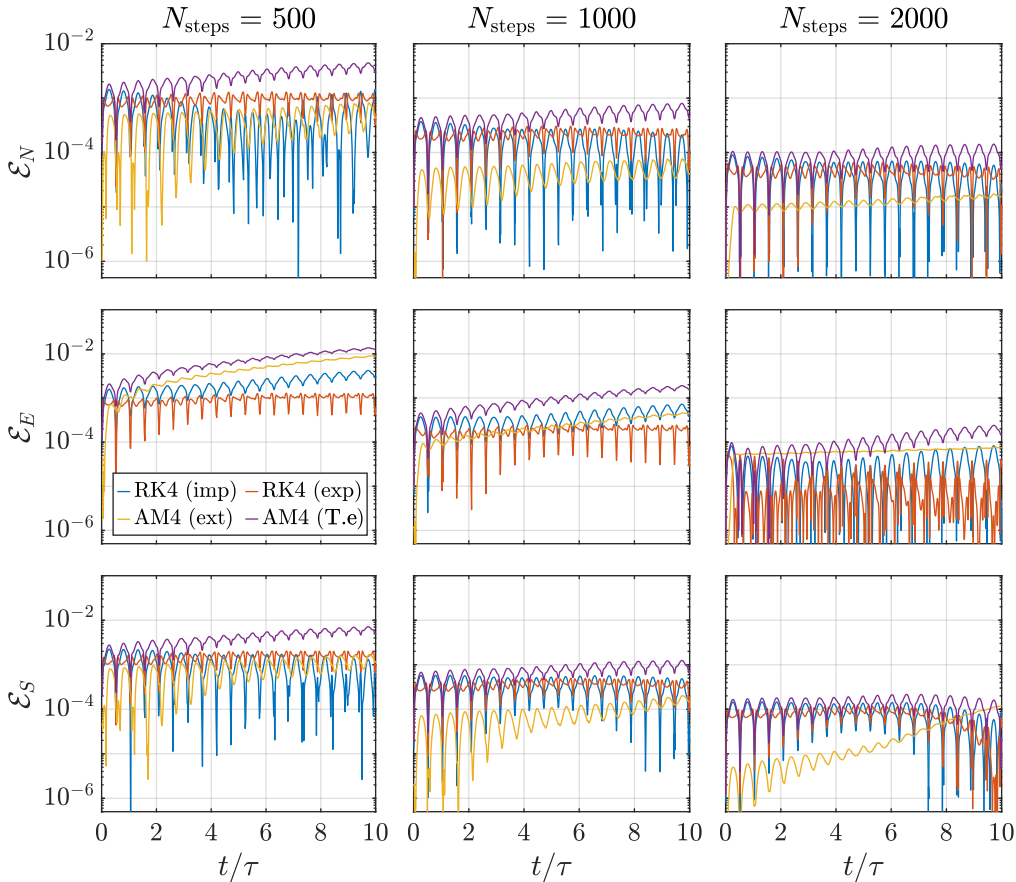 N_steps = 500 N_steps = 1000 N_steps = 2000
10^−2
10^−4
10^−6
ℰ_N
10^−2
10^−4
10^−6
ℰ_E
RK4 (imp) RK4 (exp)
AM4 (ext) AM4 (T.e)
10^−2
10^−4
10^−6
ℰ_S
0 2 4 6 8 10 0 2 4 6 8 10 0 2 4 6 8 10
t/τ t/τ t/τ